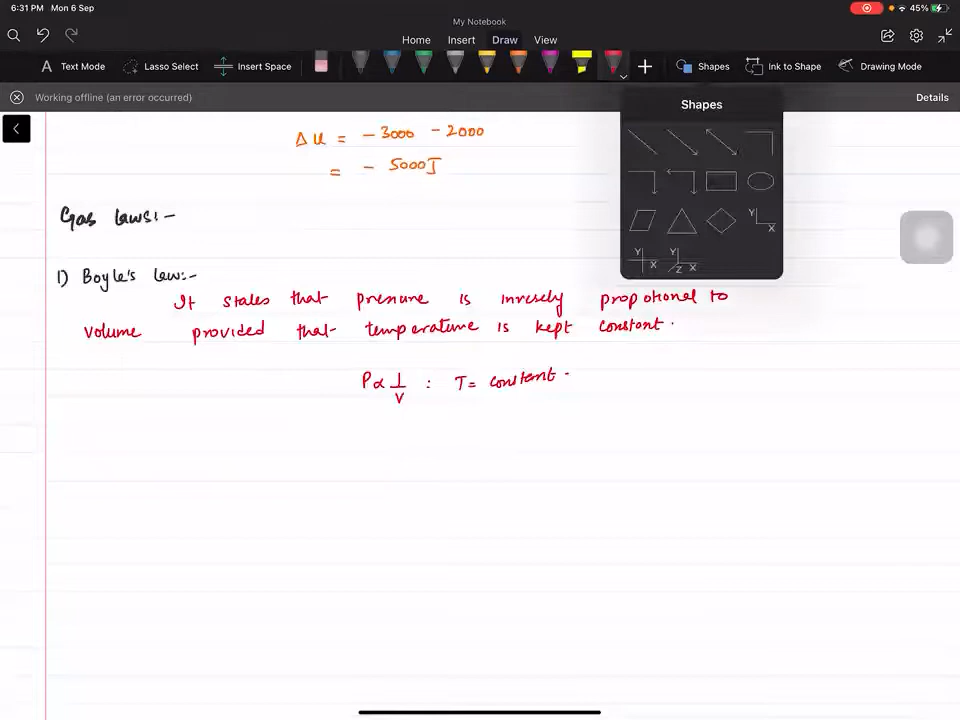 6:31 PM Mon 6 Sep
45%
My Notebook
Home Insert Draw View
Text Mode Lasso Select Insert Space Shapes Ink to Shape Drawing Mode
Working offline (an error occurred) Details
Shapes
Δu = - 3000 - 2000
= - 5000J
Gas laws:-
1) Boyle's law:-
It states that pressure is inversely proportional to
volume provided that temperature is kept constant.
P∝ 1/V : T= constant.
Y X
Y X
Y Z X